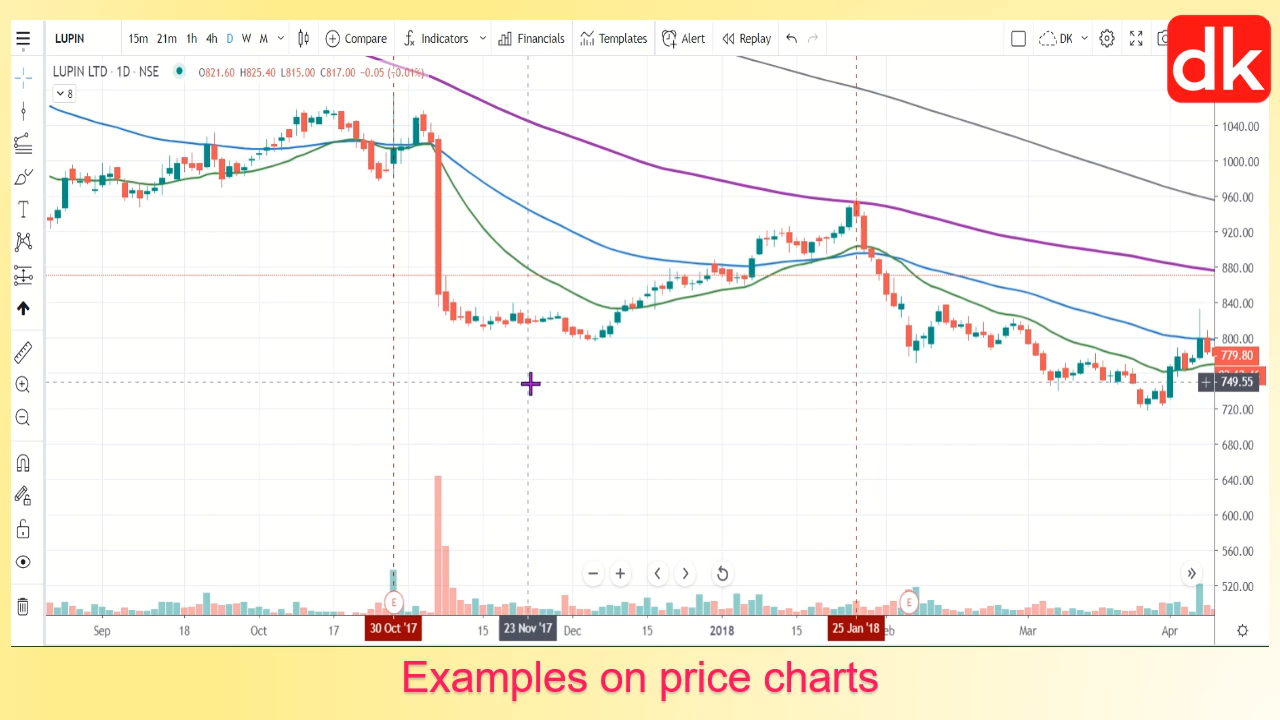 LUPIN 15m 21m 1h 4h D W M Compare Indicators Financials Templates Alert Replay DK
dk
LUPIN LTD · 1D · NSE O821.60 H825.40 L815.00 C817.00 −0.05 (−0.01%)
8
1040.00
1000.00
960.00
920.00
880.00
840.00
800.00
779.80
749.55
720.00
680.00
640.00
600.00
560.00
520.00
E E
Sep 18 Oct 17 30 Oct '17 15 23 Nov '17 Dec 15 2018 15 25 Jan '18 eb Mar Apr
Examples on price charts